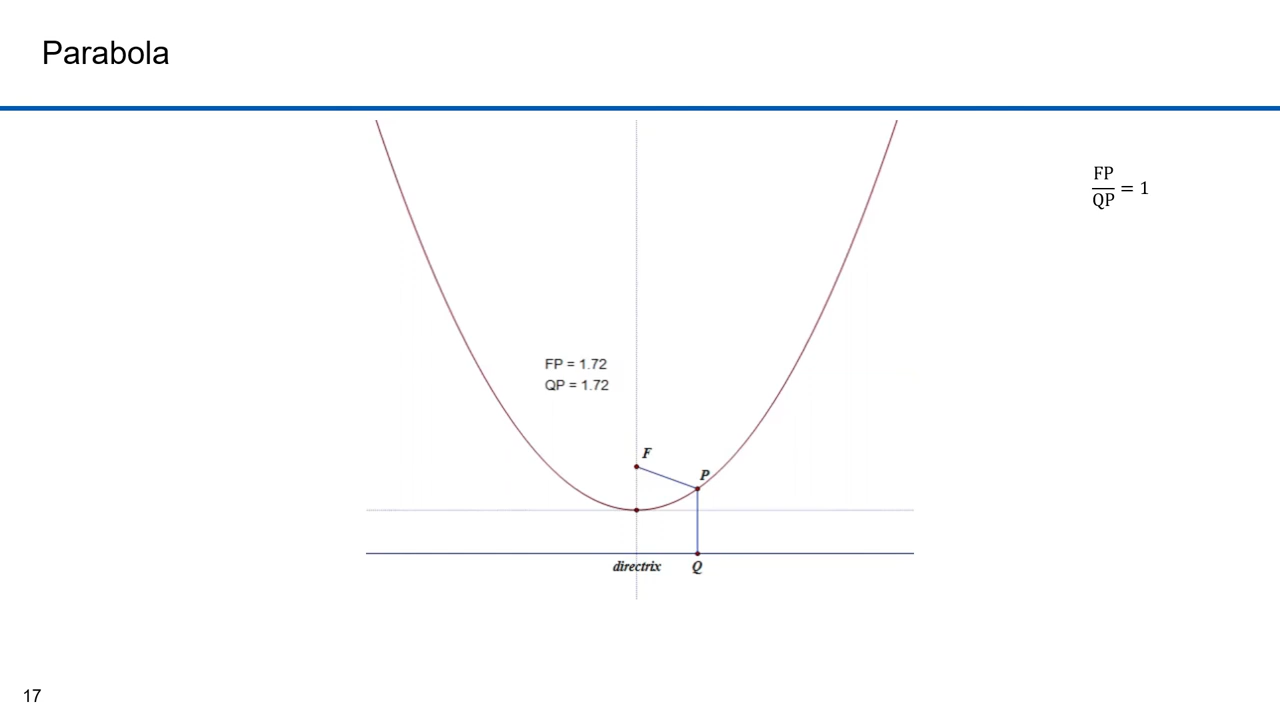 Parabola
FP
QP = 1
FP = 1.72
QP = 1.72
F
P
directrix
Q
17